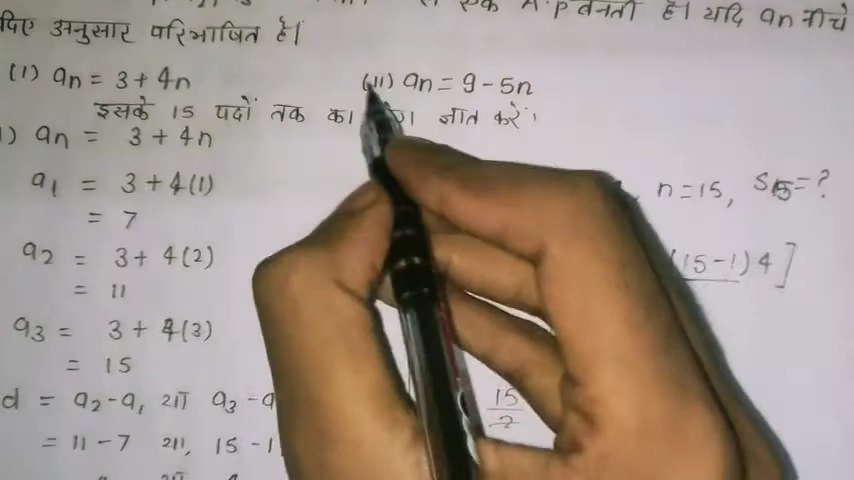 से एक A.P बनती है। यदि an नीचे
दिए अनुसार परिभाषित है।
(1) an = 3 + 4n (ii) an = 9 - 5n
इसके 15 पदों तक का ज्ञात करें।
) an = 3 + 4n
a1 = 3 + 4(1)
= 7
n = 15, S15 = ?
a2 = 3 + 4(2)
= 11
(15-1) 4]
a3 = 3 + 4(3)
= 15
d = a2 - a1 या a3 - a
15/2
= 11 - 7 या, 15 - 1
या